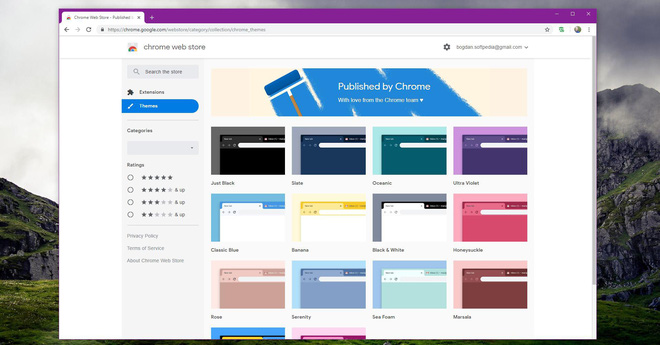 Chrome Web Store - Published b
https://chrome.google.com/webstore/category/collection/chrome_themes
chrome web store
bogdan.softpedia@gmail.com
Search the store
Extensions
Themes
Categories
Ratings
& up
& up
& up
Privacy Policy
Terms of Service
About Chrome Web Store
Published by Chrome
With love from the Chrome team ♥
Just Black
Slate
Oceanic
Ultra Violet
Classic Blue
Banana
Black & White
Honeysuckle
Rose
Serenity
Sea Foam
Marsala